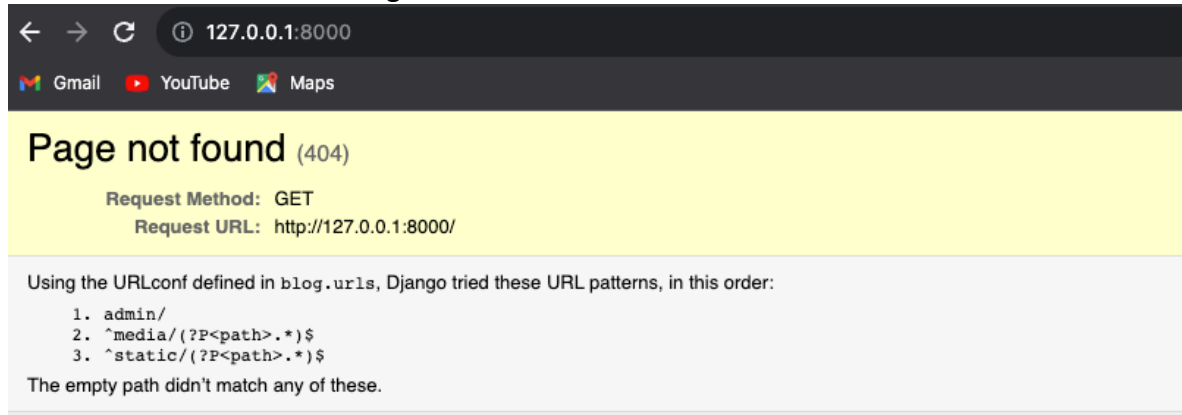 127.0.0.1:8000
Gmail YouTube Maps
Page not found (404)
Request Method: GET
Request URL: http://127.0.0.1:8000/
Using the URLconf defined in blog.urls, Django tried these URL patterns, in this order:
1. admin/
2. ^media/(?P<path>.*)$
3. ^static/(?P<path>.*)$
The empty path didn’t match any of these.